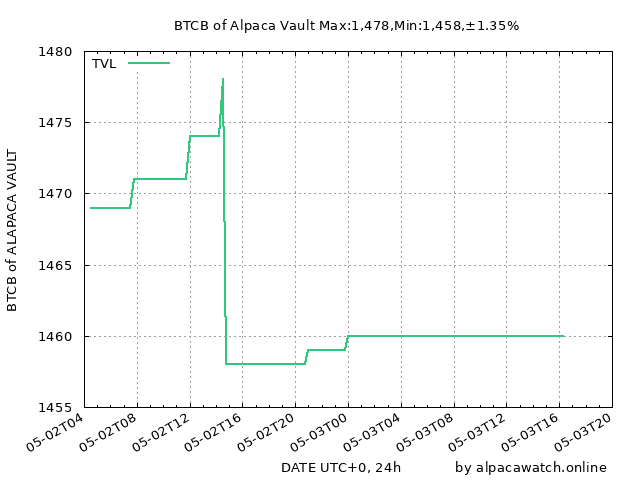 BTCB of Alpaca Vault Max:1,478,Min:1,458,±1.35%
TVL
1480
1475
1470
1465
1460
1455
BTCB of ALAPACA VAULT
05-02T04
05-02T08
05-02T12
05-02T16
05-02T20
05-03T00
05-03T04
05-03T08
05-03T12
05-03T16
05-03T20
DATE UTC+0, 24h
by alpacawatch.online